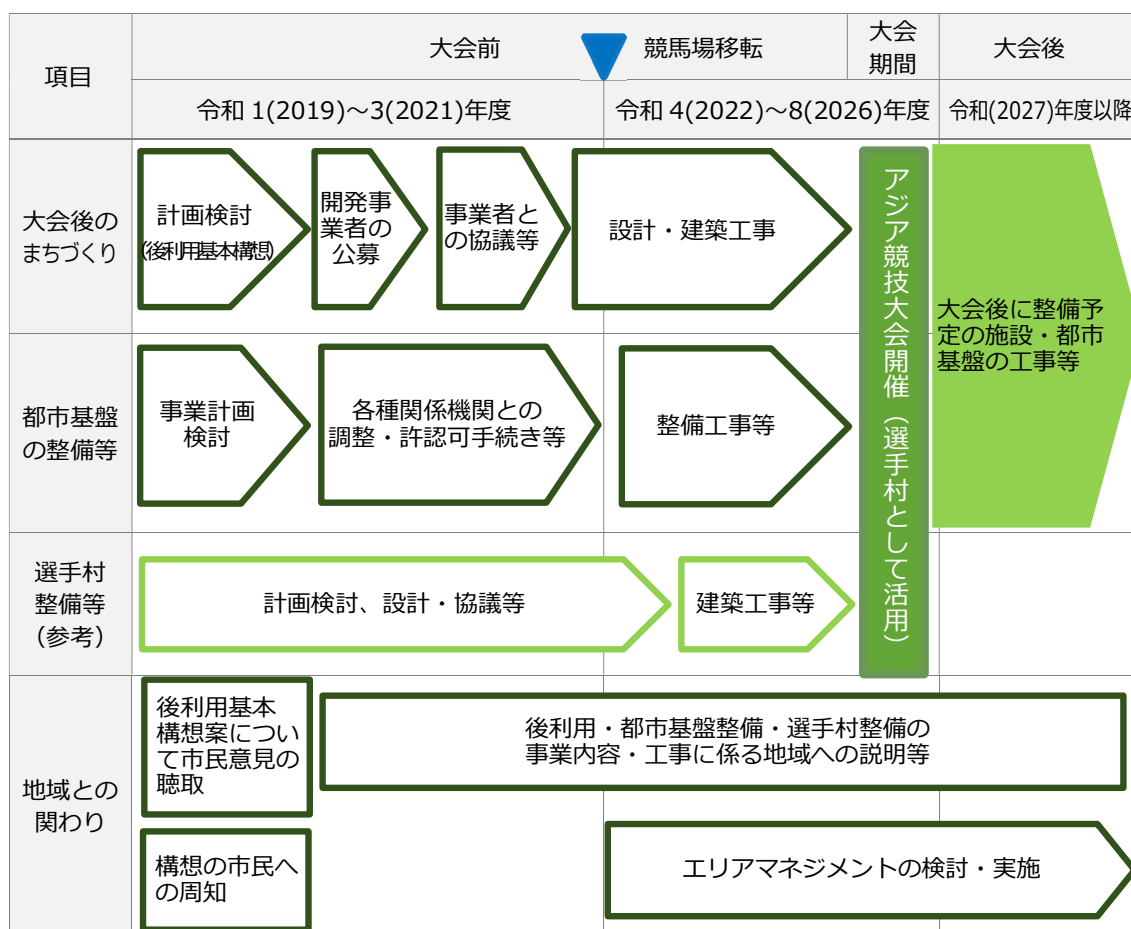 項目
大会前
競馬場移転
大会
期間
大会後
令和 1(2019)～3(2021)年度
令和 4(2022)～8(2026)年度
令和(2027)年度以降
大会後の
まちづくり
計画検討
(後利用基本構想)
開発事
業者の
公募
事業者と
の協議等
設計・建築工事
アジア競技大会開催（選手村として活用）
大会後に整備予
定の施設・都市
基盤の工事等
都市基盤
の整備等
事業計画
検討
各種関係機関との
調整・許認可手続き等
整備工事等
選手村
整備等
(参考)
計画検討、設計・協議等
建築工事等
地域との
関わり
後利用基本
構想案につい
て市民意見の
聴取
後利用・都市基盤整備・選手村整備の
事業内容・工事に係る地域への説明等
構想の市民へ
の周知
エリアマネジメントの検討・実施